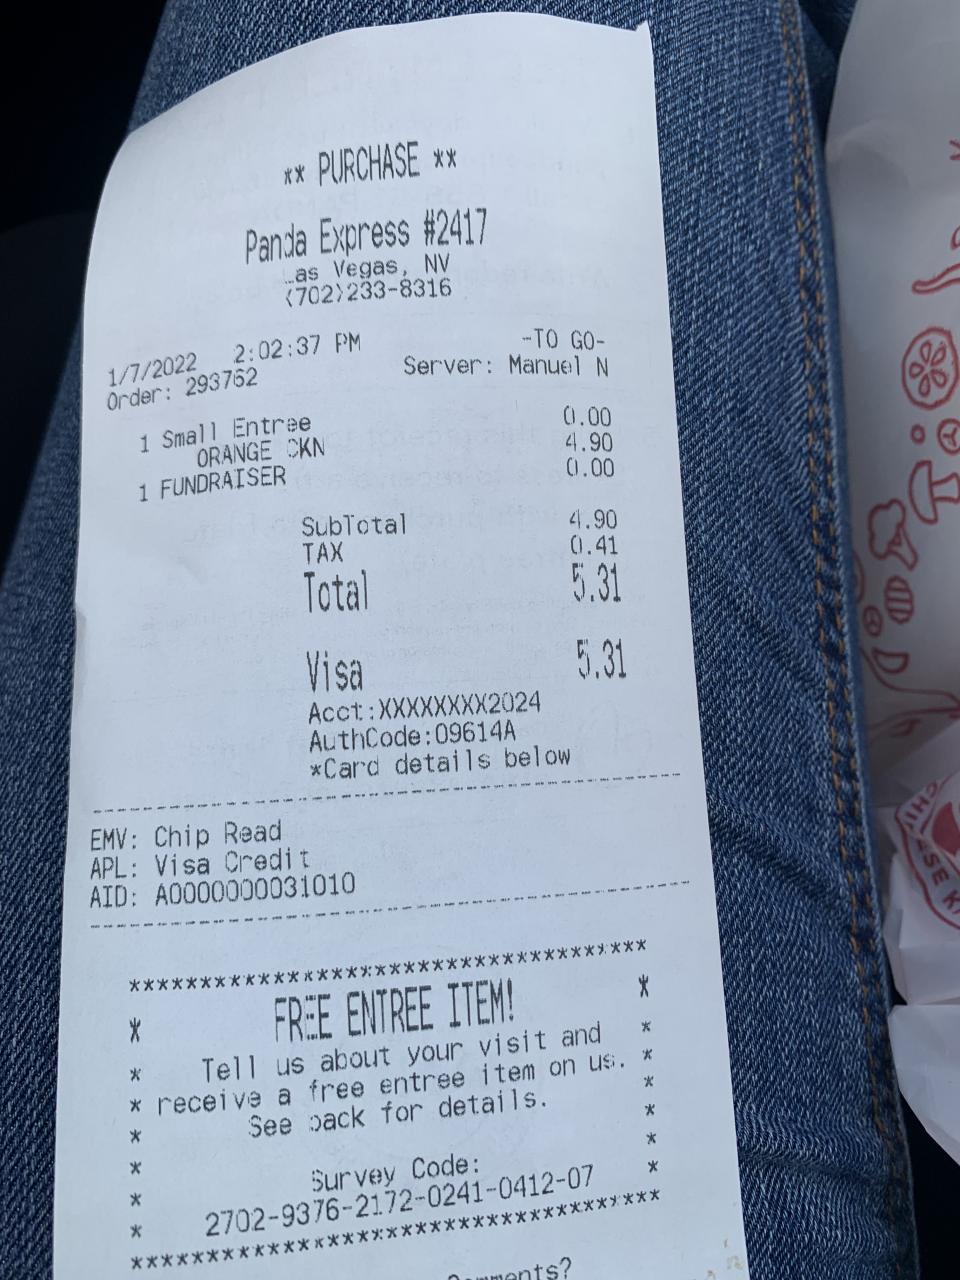 ** PURCHASE **
Panda Express #2417
Las Vegas, NV
(702)233-8316
1/7/2022 2:02:37 PM -TO GO-
Order: 293762 Server: Manuel N
1 Small Entree 0.00
ORANGE CKN 4.90
1 FUNDRAISER 0.00
SubTotal 4.90
TAX 0.41
Total 5.31
Visa 5.31
Acct:XXXXXXXX2024
AuthCode:09614A
*Card details below
--------------------------------------------------
EMV: Chip Read
APL: Visa Credit
AID: A0000000031010
--------------------------------------------------
*************************************
* FREE ENTREE ITEM! *
* Tell us about your visit and *
* receive a free entree item on us. *
* See back for details. *
* *
* Survey Code: *
* 2702-9376-2172-0241-0412-07 *
*************************************
Comments?
CHINESE